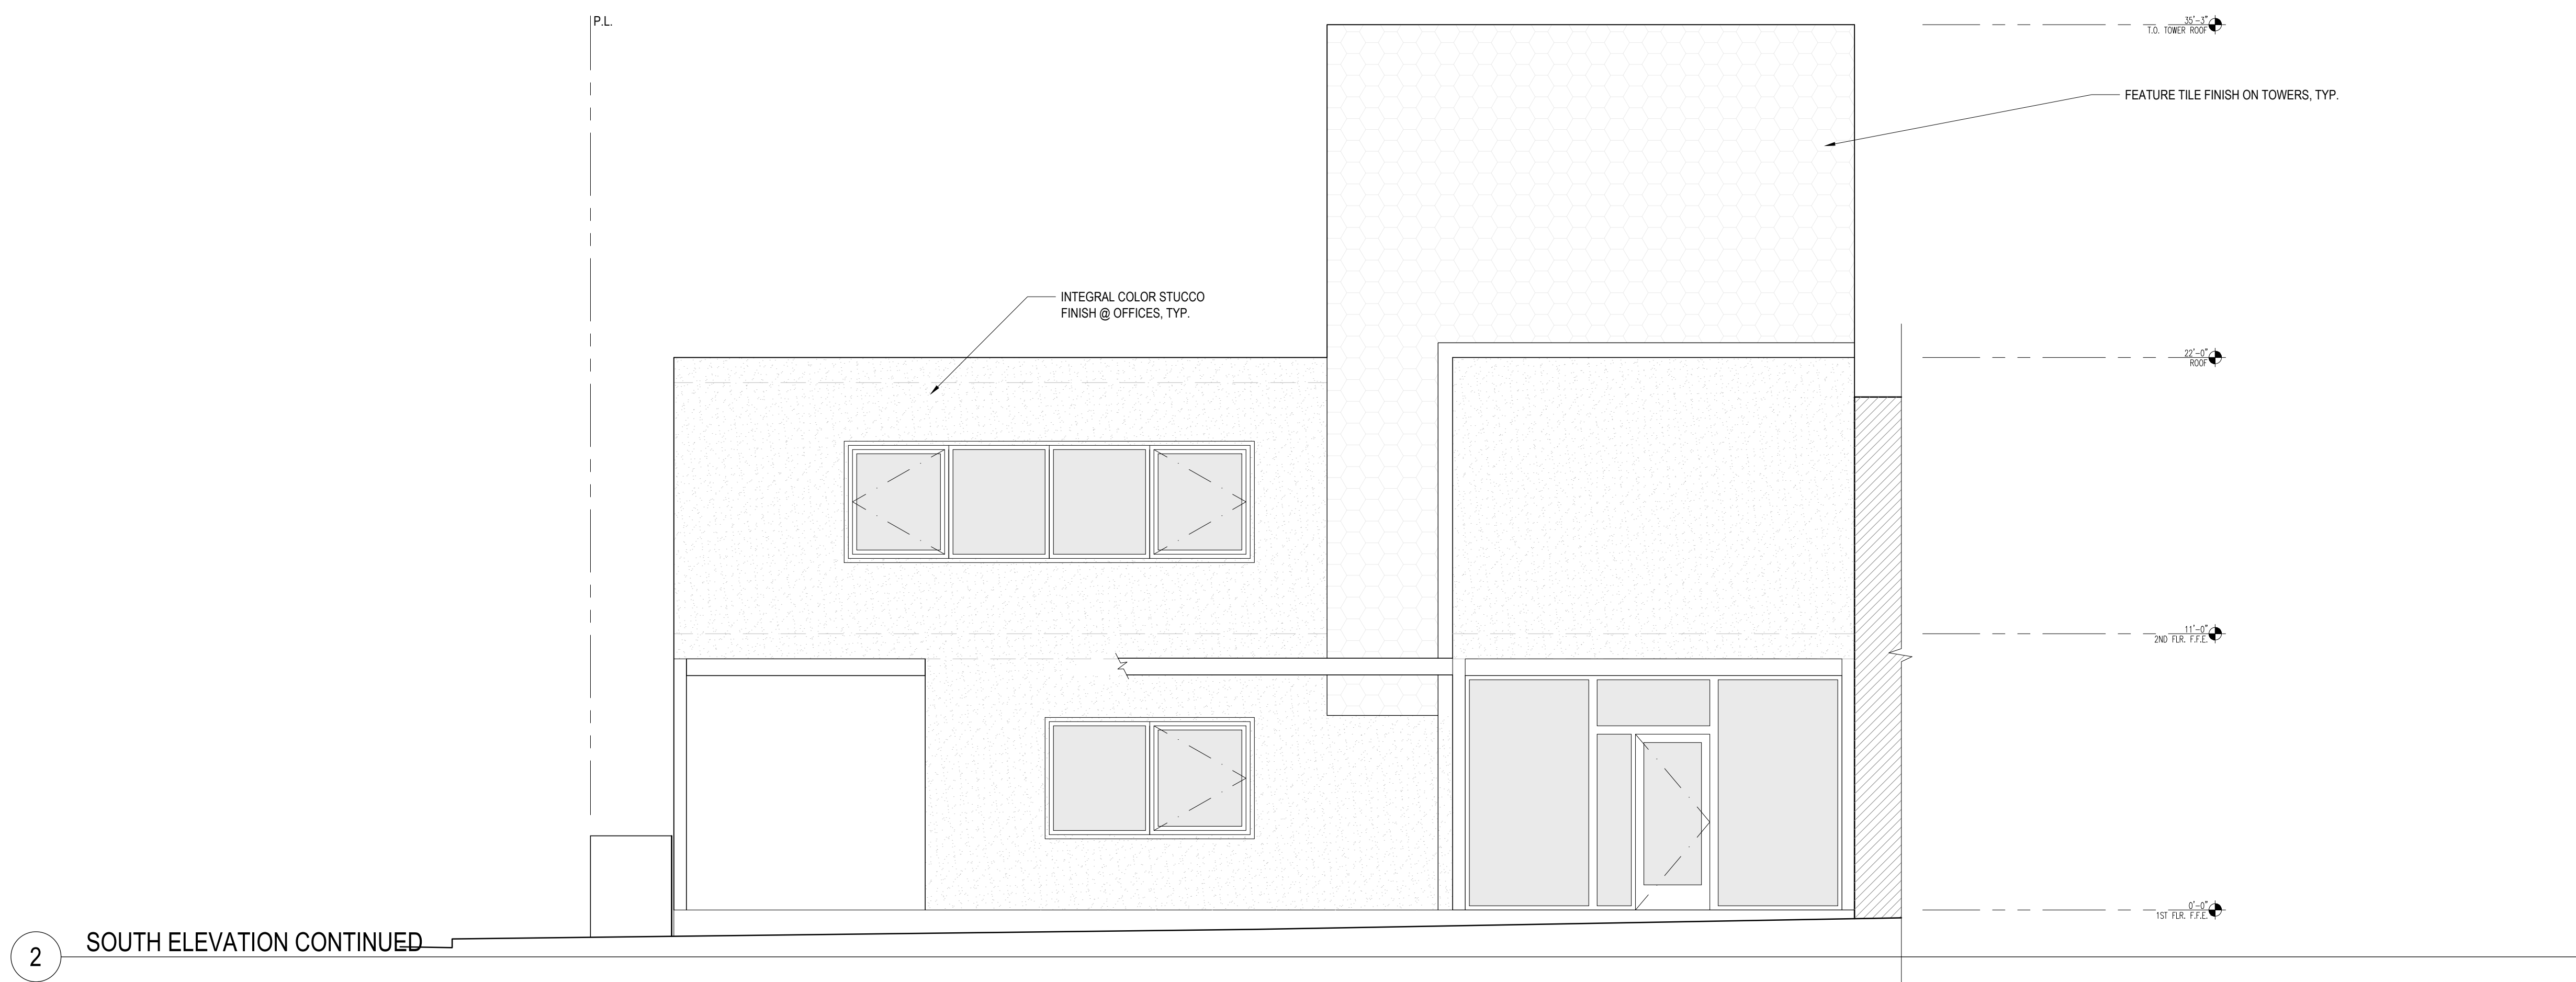 P.L.
35'-3"
T.O. TOWER ROOF
FEATURE TILE FINISH ON TOWERS, TYP.
INTEGRAL COLOR STUCCO
FINISH @ OFFICES, TYP.
22'-0"
ROOF
11'-0"
2ND FLR. F.F.E.
0'-0"
1ST FLR. F.F.E.
2 SOUTH ELEVATION CONTINUED